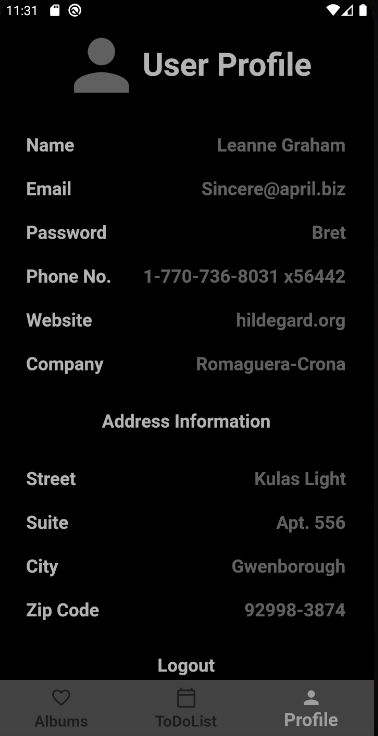 11:31
User Profile
Name Leanne Graham
Email Sincere@april.biz
Password Bret
Phone No. 1-770-736-8031 x56442
Website hildegard.org
Company Romaguera-Crona
Address Information
Street Kulas Light
Suite Apt. 556
City Gwenborough
Zip Code 92998-3874
Logout
Albums ToDoList Profile